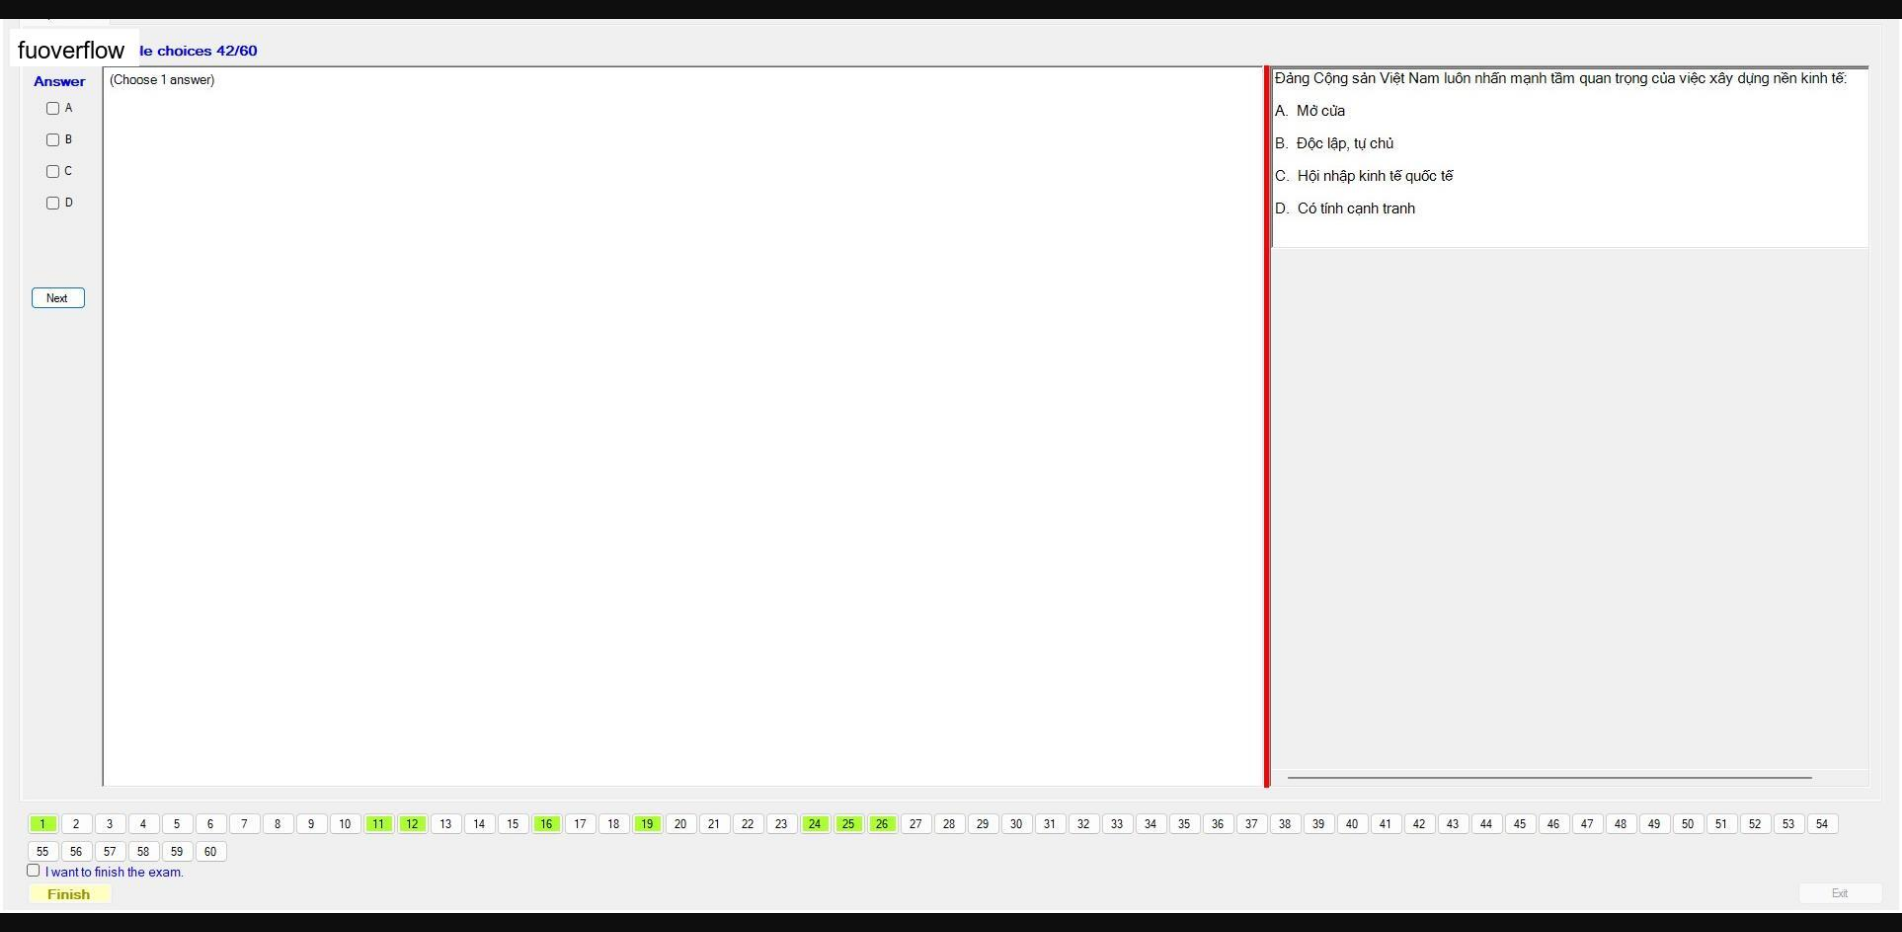 fuoverflow
le choices 42/60
Answer
(Choose 1 answer)
A
B
C
D
Next
Đảng Cộng sản Việt Nam luôn nhấn mạnh tầm quan trọng của việc xây dựng nền kinh tế:
A. Mở cửa
B. Độc lập, tự chủ
C. Hội nhập kinh tế quốc tế
D. Có tính cạnh tranh
1 2 3 4 5 6 7 8 9 10 11 12 13 14 15 16 17 18 19 20 21 22 23 24 25 26 27 28 29 30 31 32 33 34 35 36 37 38 39 40 41 42 43 44 45 46 47 48 49 50 51 52 53 54
55 56 57 58 59 60
I want to finish the exam.
Finish
Exit